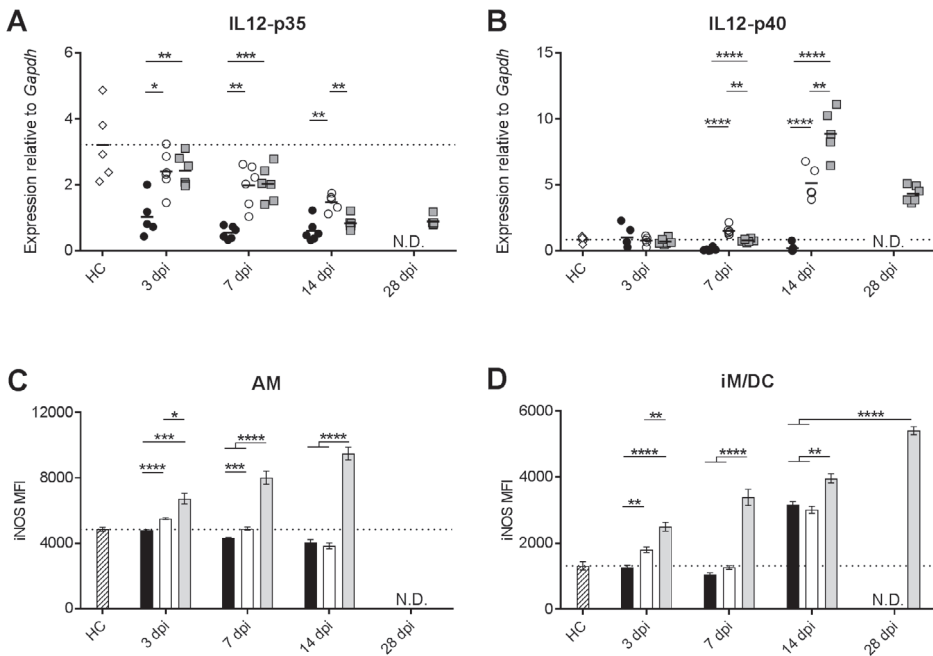 A
IL12-p35
Expression relative to Gapdh
6
4
2
0
** 
*
***
**
**
**
N.D.
HC
3 dpi
7 dpi
14 dpi
28 dpi
B
IL12-p40
Expression relative to Gapdh
15
10
5
0
****
**
****
****
**
****
N.D.
HC
3 dpi
7 dpi
14 dpi
28 dpi
C
AM
iNOS MFI
12000
8000
4000
0
*
***
****
****
***
****
N.D.
HC
3 dpi
7 dpi
14 dpi
28 dpi
D
iM/DC
iNOS MFI
6000
4000
2000
0
**
****
**
****
****
**
N.D.
HC
3 dpi
7 dpi
14 dpi
28 dpi